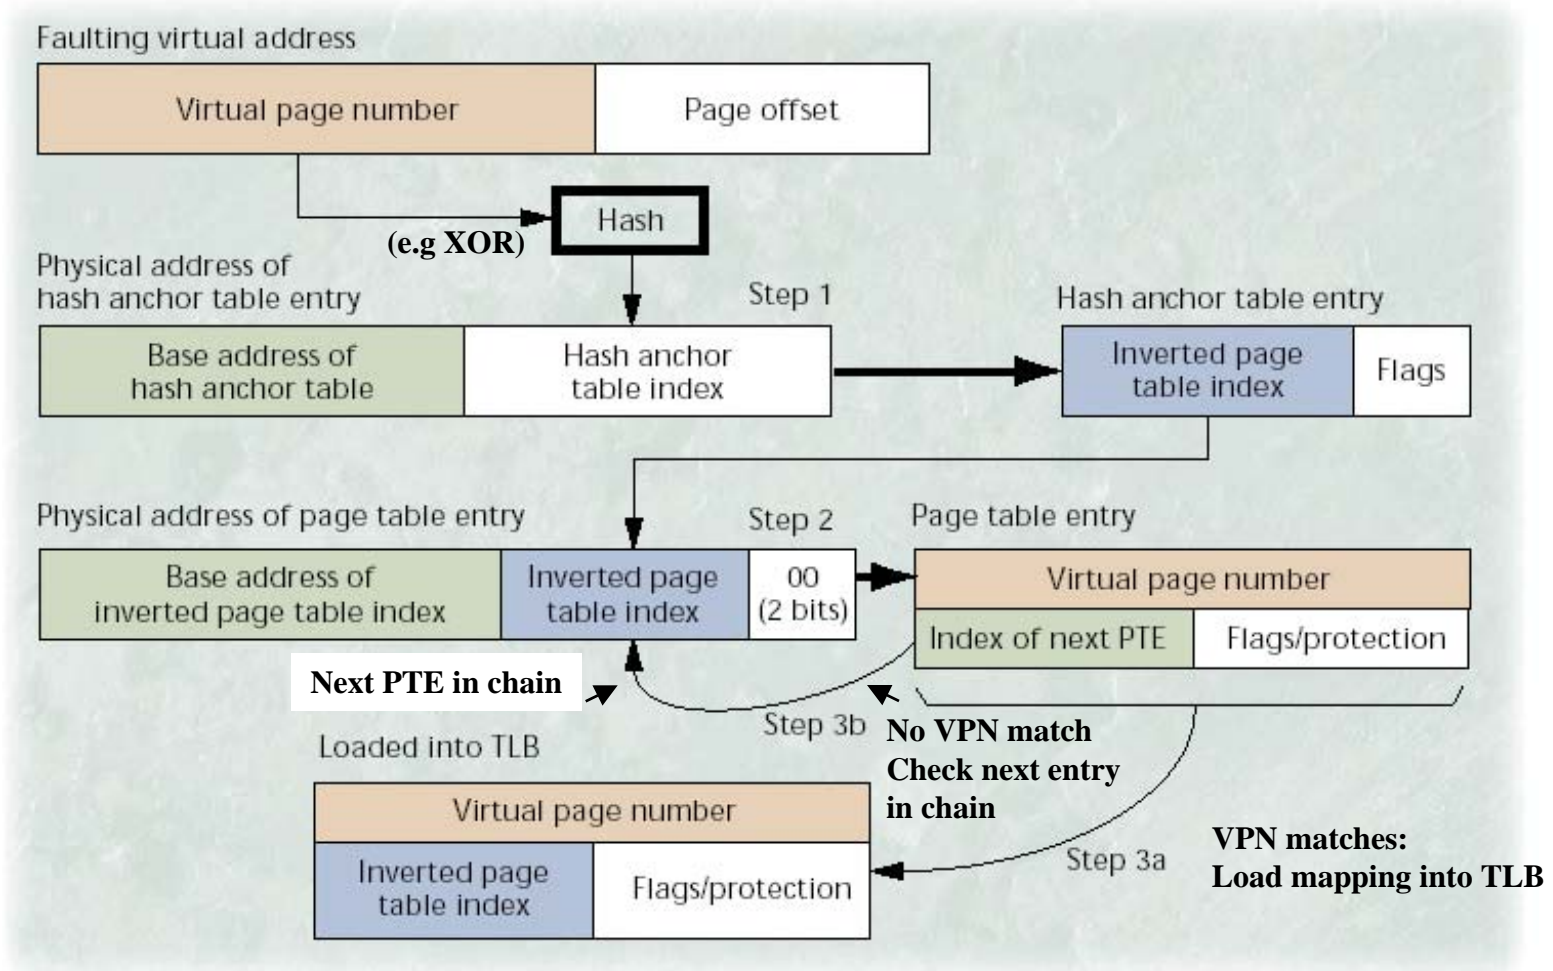 Faulting virtual address
Virtual page number
Page offset
Hash
(e.g XOR)
Physical address of
hash anchor table entry
Step 1
Hash anchor table entry
Base address of
hash anchor table
Hash anchor
table index
Inverted page
table index
Flags
Physical address of page table entry
Step 2
Page table entry
Base address of
inverted page table index
Inverted page
table index
00
(2 bits)
Virtual page number
Index of next PTE
Flags/protection
Next PTE in chain
Step 3b
No VPN match
Check next entry
in chain
Loaded into TLB
Virtual page number
Inverted page
table index
Flags/protection
Step 3a
VPN matches:
Load mapping into TLB